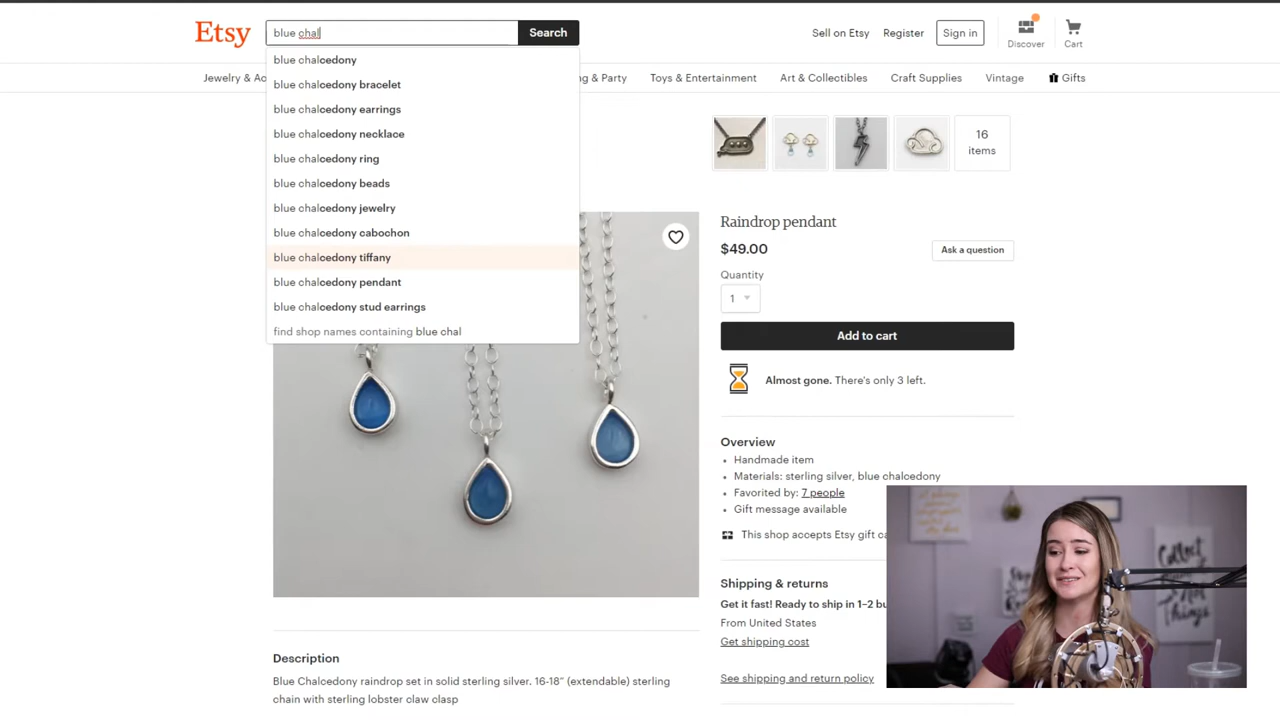 Etsy
blue chal
Search
Sell on Etsy
Register
Sign in
Discover
Cart
Jewelry & Ac
g & Party
Toys & Entertainment
Art & Collectibles
Craft Supplies
Vintage
Gifts
blue chalcedony
blue chalcedony bracelet
blue chalcedony earrings
blue chalcedony necklace
blue chalcedony ring
blue chalcedony beads
blue chalcedony jewelry
blue chalcedony cabochon
blue chalcedony tiffany
blue chalcedony pendant
blue chalcedony stud earrings
find shop names containing blue chal
16
items
Raindrop pendant
$49.00
Ask a question
Quantity
1
Add to cart
Almost gone. There's only 3 left.
Overview
• Handmade item
• Materials: sterling silver, blue chalcedony
• Favorited by: 7 people
• Gift message available
This shop accepts Etsy gift ca
Shipping & returns
Get it fast! Ready to ship in 1–2 bu
From United States
Get shipping cost
See shipping and return policy
Description
Blue Chalcedony raindrop set in solid sterling silver. 16-18" (extendable) sterling
chain with sterling lobster claw clasp
Collect
Not
Things